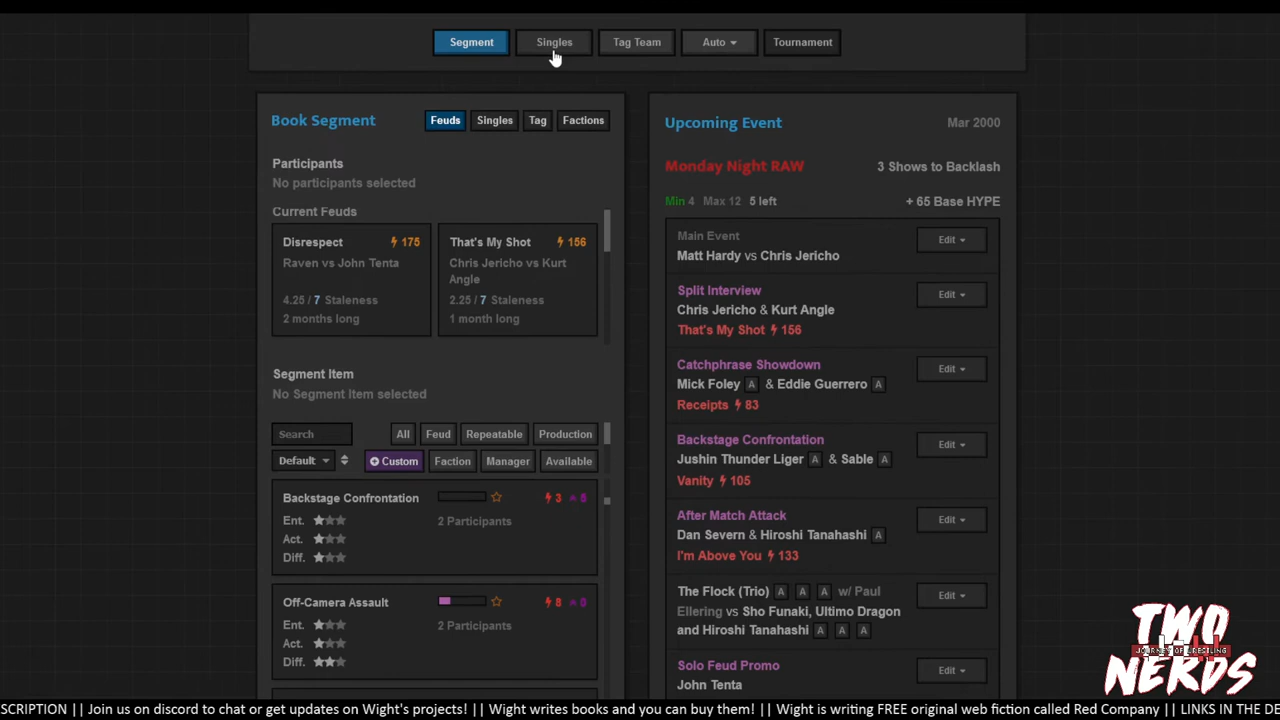 Segment Singles Tag Team Auto Tournament
Book Segment Feuds Singles Tag Factions
Participants
No participants selected
Current Feuds
Disrespect 175
Raven vs John Tenta
4.25 / 7 Staleness
2 months long
That's My Shot 156
Chris Jericho vs Kurt
Angle
2.25 / 7 Staleness
1 month long
Segment Item
No Segment Item selected
Search All Feud Repeatable Production
Default Custom Faction Manager Available
Backstage Confrontation 3 5
Ent. 2 Participants
Act.
Diff.
Off-Camera Assault 8 0
Ent. 2 Participants
Act.
Diff.
Upcoming Event Mar 2000
Monday Night RAW 3 Shows to Backlash
Min 4 Max 12 5 left + 65 Base HYPE
Main Event Edit
Matt Hardy vs Chris Jericho
Split Interview Edit
Chris Jericho & Kurt Angle
That's My Shot 156
Catchphrase Showdown Edit
Mick Foley A & Eddie Guerrero A
Receipts 83
Backstage Confrontation Edit
Jushin Thunder Liger A & Sable A
Vanity 105
After Match Attack Edit
Dan Severn & Hiroshi Tanahashi A
I'm Above You 133
The Flock (Trio) A A A w/ Paul Edit
Ellering vs Sho Funaki, Ultimo Dragon
and Hiroshi Tanahashi A A A
Solo Feud Promo Edit
John Tenta
TWO
JOURNEY OF WRESTLING
NERDS
SCRIPTION || Join us on discord to chat or get updates on Wight's projects! || Wight writes books and you can buy them! || Wight is writing FREE original web fiction called Red Company || LINKS IN THE DE